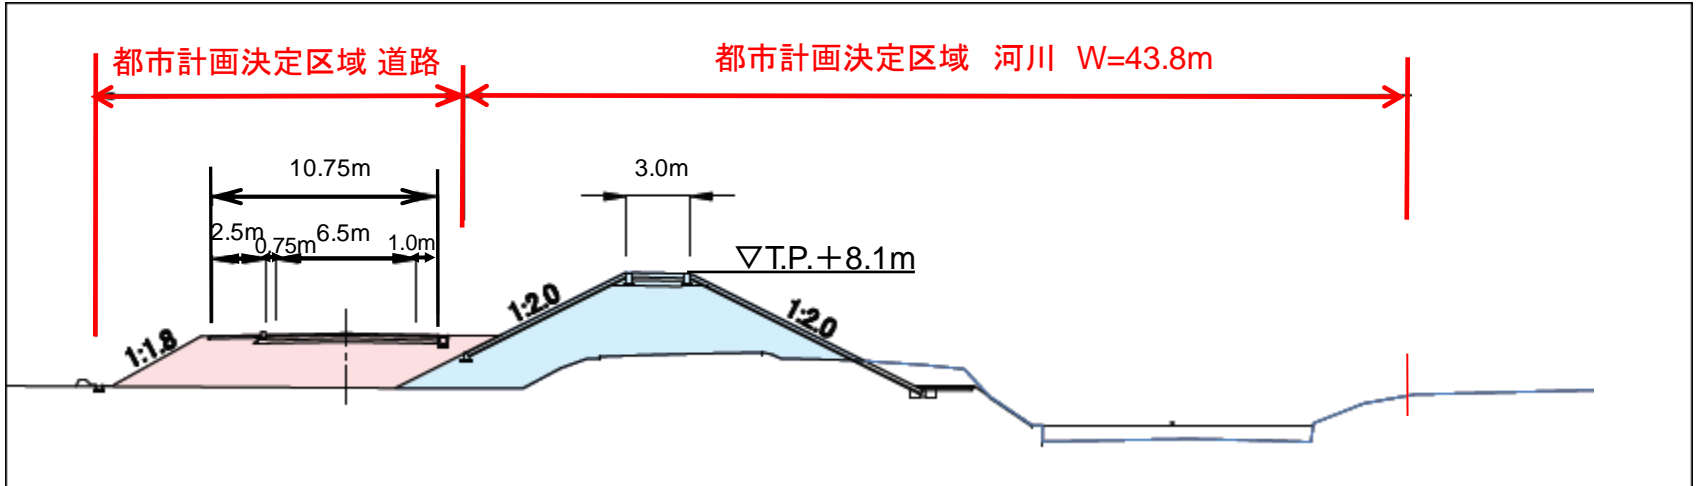 都市計画決定区域 道路
都市計画決定区域 河川 W=43.8m
10.75m
3.0m
2.5m
0.75m
6.5m
1.0m
▽T.P.+8.1m
1:1.8
1:2.0
1:2.0